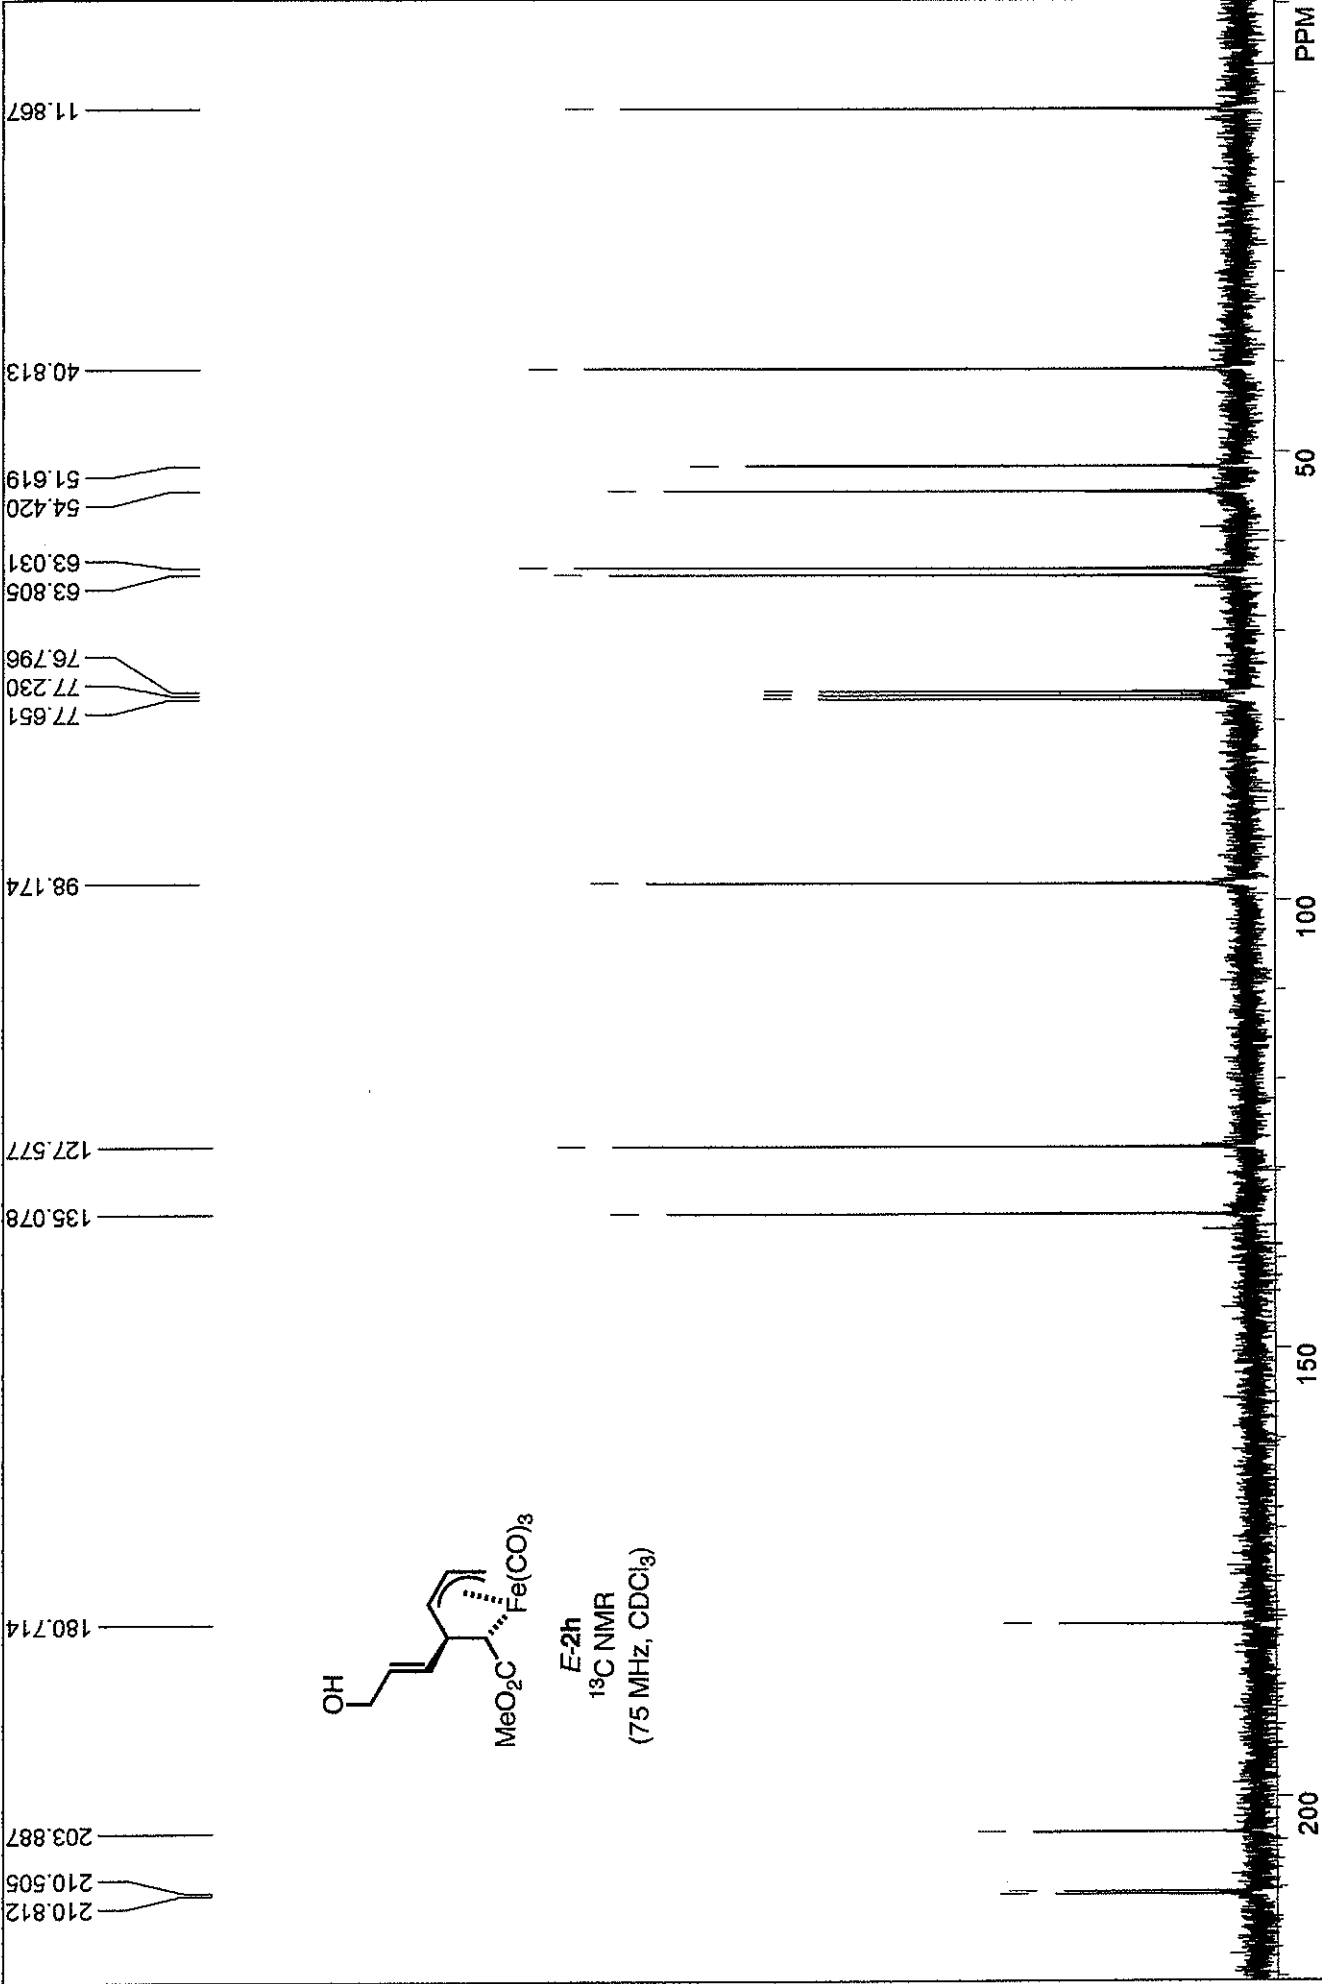 210.812
210.505
203.887
180.714
135.078
127.577
98.174
77.651
77.230
76.796
63.805
63.031
54.420
51.619
40.813
11.867
OH
MeO₂C
Fe(CO)₃
E-2h
¹³C NMR
(75 MHz, CDCl₃)
200
150
100
50
PPM